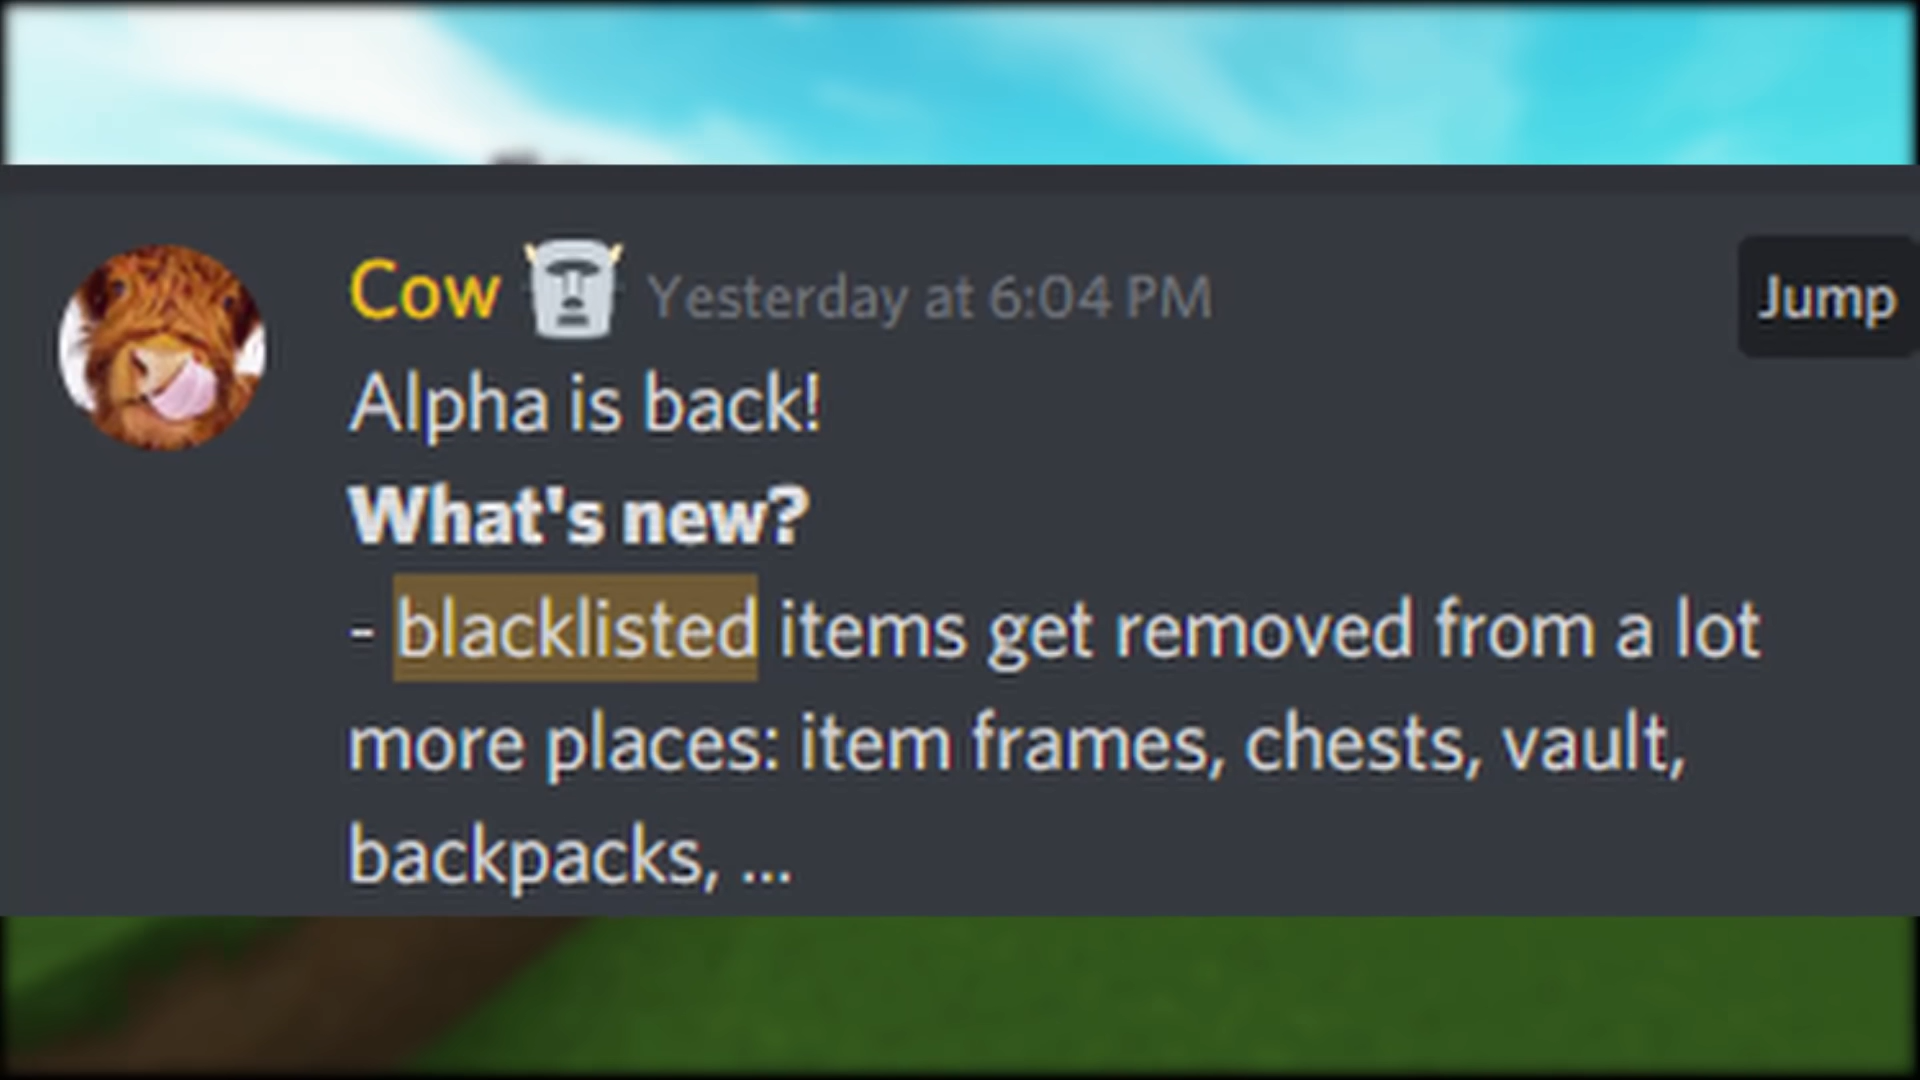 Cow Yesterday at 6:04 PM
Jump
Alpha is back!
What's new?
- blacklisted items get removed from a lot
more places: item frames, chests, vault,
backpacks, ...